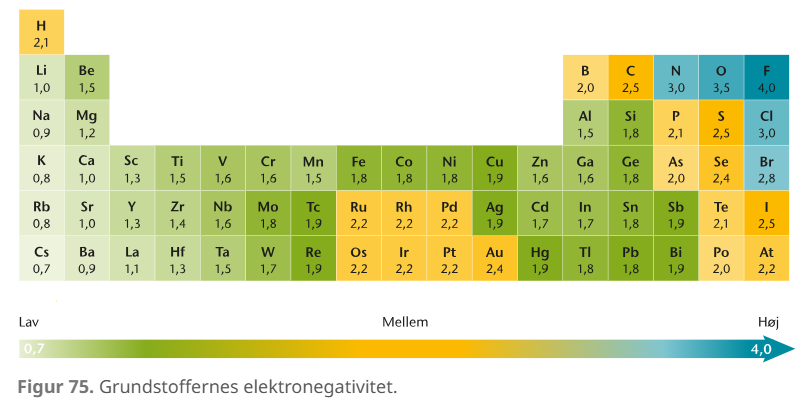 H
2,1
Li Be B C N O F
1,0 1,5 2,0 2,5 3,0 3,5 4,0
Na Mg Al Si P S Cl
0,9 1,2 1,5 1,8 2,1 2,5 3,0
K Ca Sc Ti V Cr Mn Fe Co Ni Cu Zn Ga Ge As Se Br
0,8 1,0 1,3 1,5 1,6 1,6 1,5 1,8 1,8 1,8 1,9 1,6 1,6 1,8 2,0 2,4 2,8
Rb Sr Y Zr Nb Mo Tc Ru Rh Pd Ag Cd In Sn Sb Te I
0,8 1,0 1,3 1,4 1,6 1,8 1,9 2,2 2,2 2,2 1,9 1,7 1,7 1,8 1,9 2,1 2,5
Cs Ba La Hf Ta W Re Os Ir Pt Au Hg Tl Pb Bi Po At
0,7 0,9 1,1 1,3 1,5 1,7 1,9 2,2 2,2 2,2 2,4 1,9 1,8 1,8 1,9 2,0 2,2
Lav Mellem Høj
0,7 4,0
Figur 75. Grundstoffernes elektronegativitet.